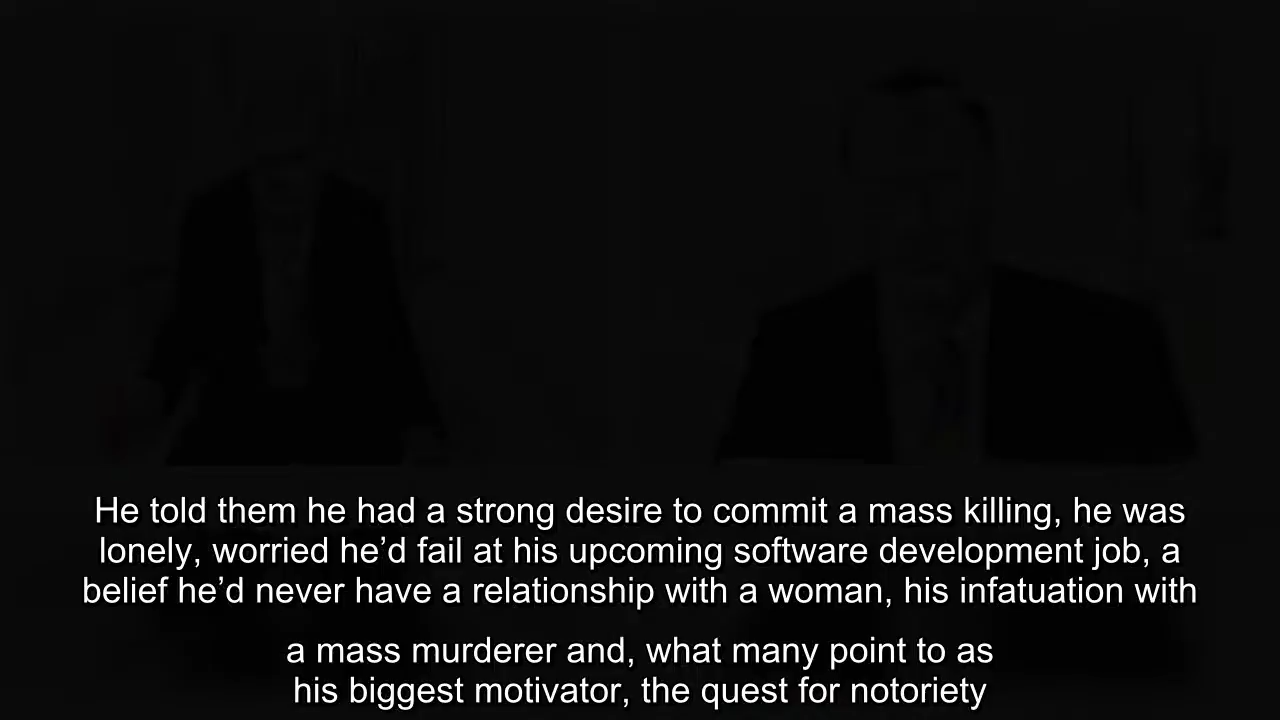 He told them he had a strong desire to commit a mass killing, he was
lonely, worried he’d fail at his upcoming software development job, a
belief he’d never have a relationship with a woman, his infatuation with
a mass murderer and, what many point to as
his biggest motivator, the quest for notoriety